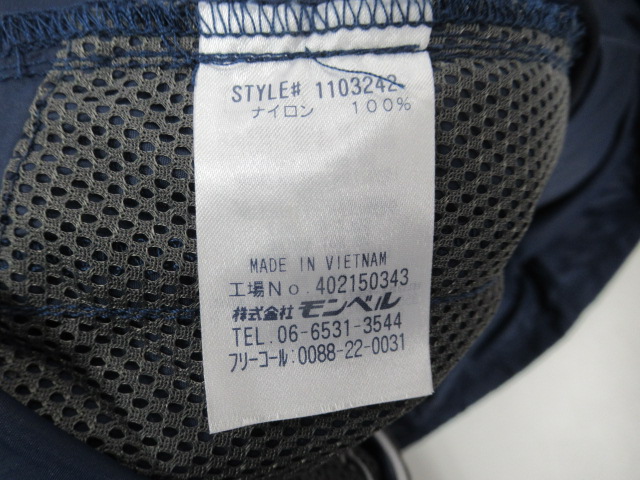 STYLE# 1103242
ナイロン 100%
MADE IN VIETNAM
工場No. 402150343
株式会社 モンベル
TEL. 06-6531-3544
フリーコール: 0088-22-0031